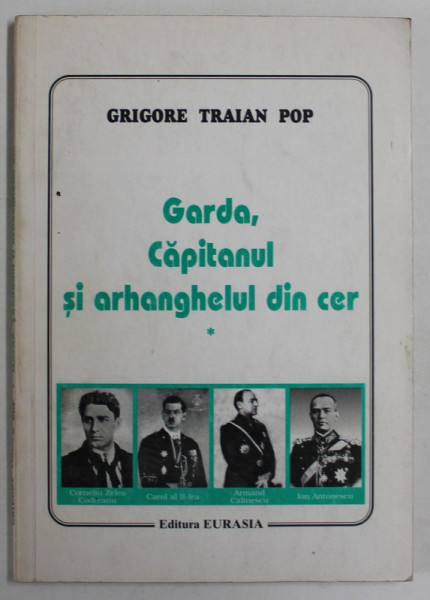 GRIGORE TRAIAN POP
Garda,
Căpitanul
și arhanghelul din cer
*
Corneliu Zelea
Codreanu
Carol al II-lea
Armand
Călinescu
Ion Antonescu
Editura EURASIA